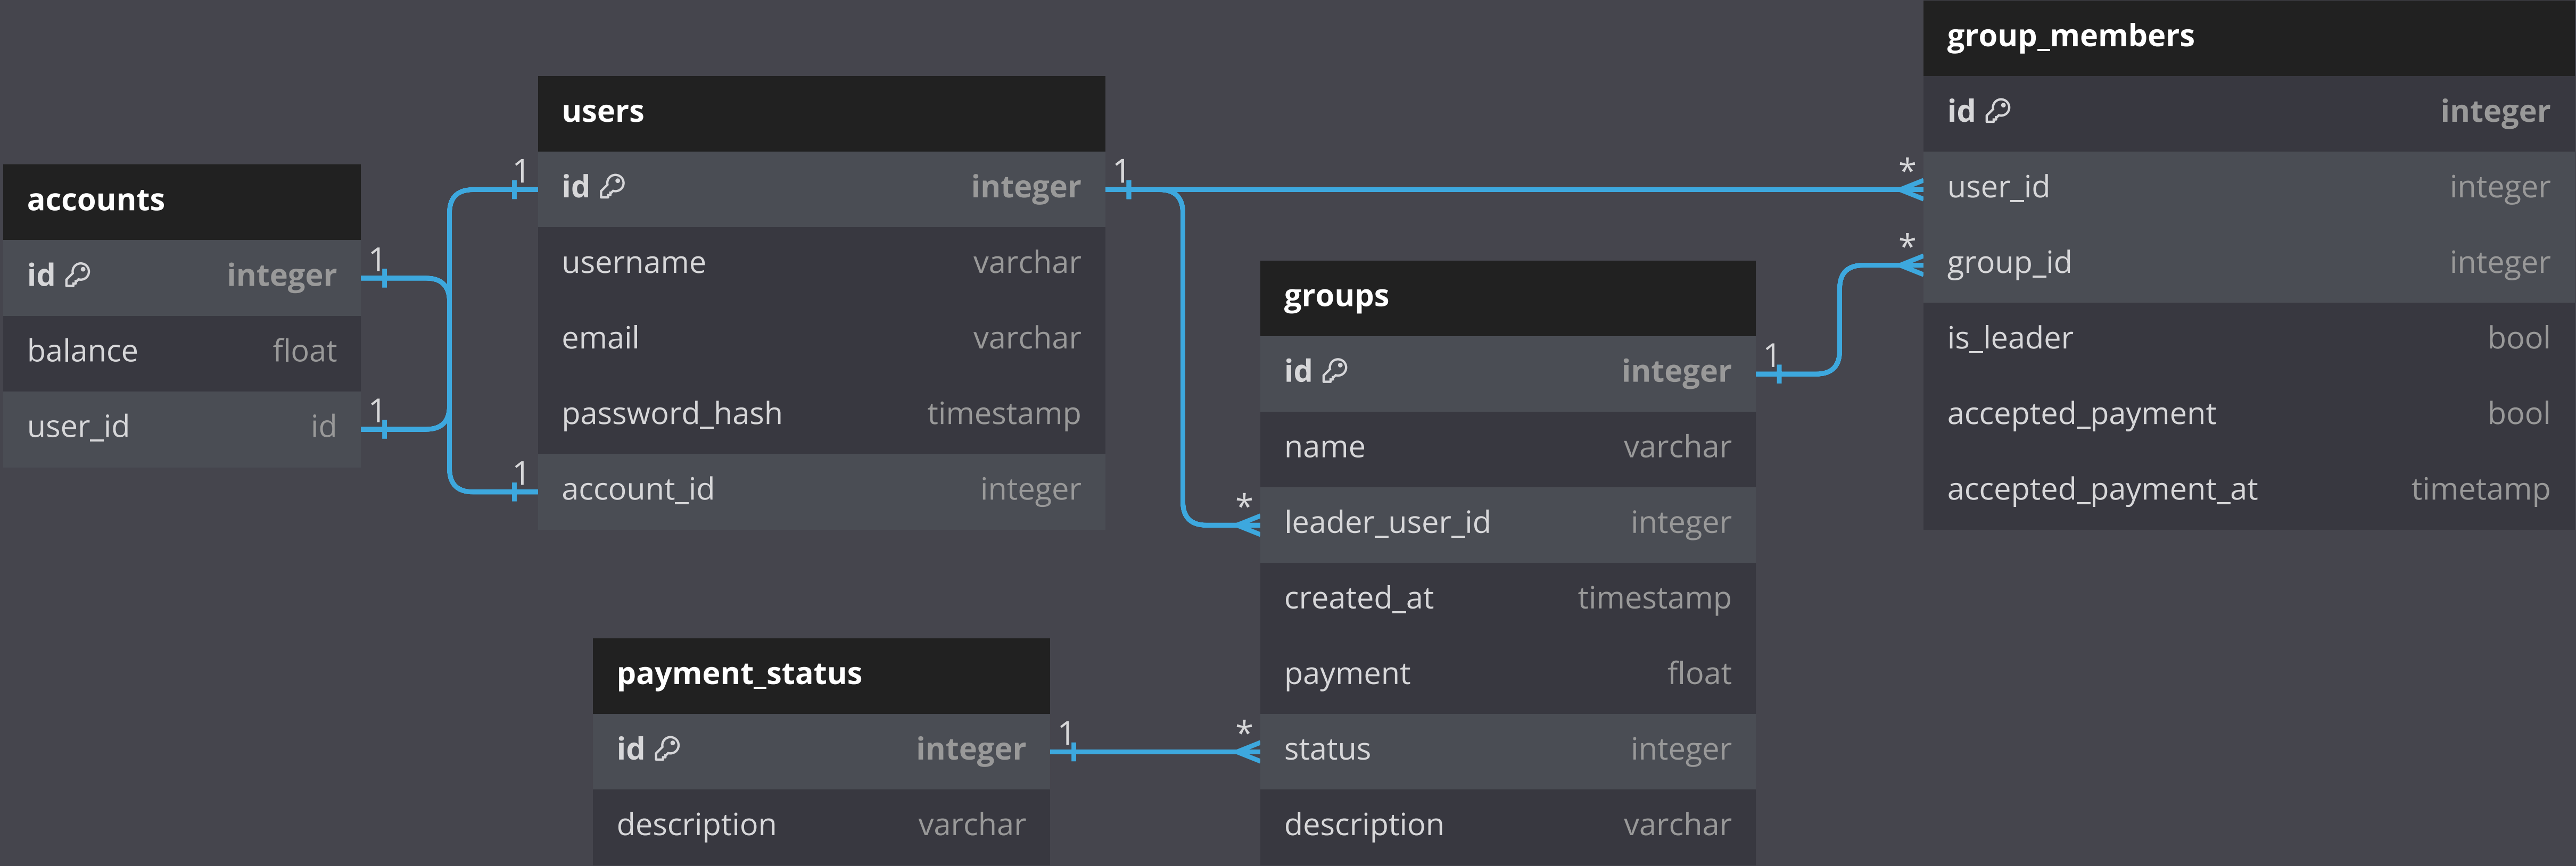 accounts
id integer
balance float
user_id id
1
1
users
id integer
username varchar
email varchar
password_hash timestamp
account_id integer
1
1
1
payment_status
id integer
description varchar
1
*
groups
id integer
name varchar
leader_user_id integer
created_at timestamp
payment float
status integer
description varchar
1
*
group_members
id integer
user_id integer
group_id integer
is_leader bool
accepted_payment bool
accepted_payment_at timetamp
*
*